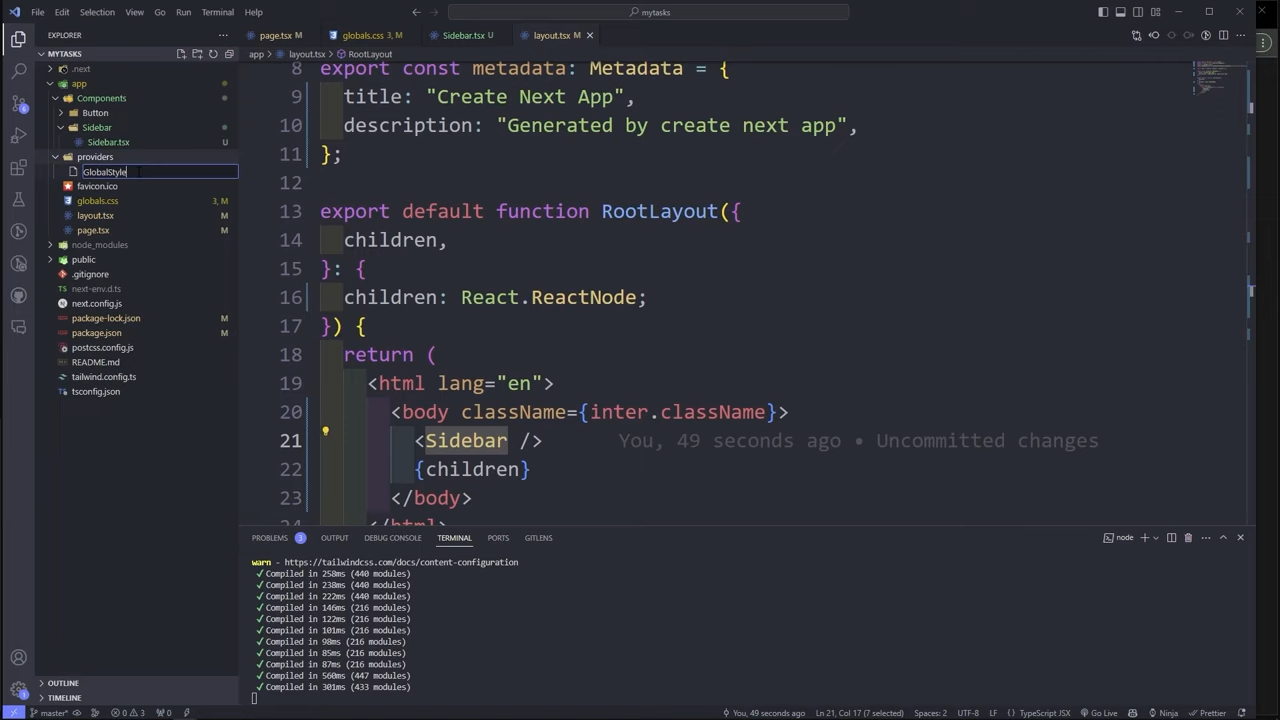 File Edit Selection View Go Run Terminal Help
mytasks
EXPLORER
page.tsx M
globals.css 3, M
Sidebar.tsx U
layout.tsx M
MYTASKS
app > layout.tsx > RootLayout
.next
app
Components
Button
Sidebar
Sidebar.tsx U
providers
GlobalStyle
favicon.ico
globals.css 3, M
layout.tsx M
page.tsx M
node_modules
public
.gitignore
next-env.d.ts
next.config.js
package-lock.json M
package.json M
postcss.config.js
README.md
tailwind.config.ts
tsconfig.json
OUTLINE
TIMELINE
8 export const metadata: Metadata = {
9 title: "Create Next App",
10 description: "Generated by create next app",
11 };
12
13 export default function RootLayout({
14 children,
15 }: {
16 children: React.ReactNode;
17 }) {
18 return (
19 <html lang="en">
20 <body className={inter.className}>
21 <Sidebar /> You, 49 seconds ago • Uncommitted changes
22 {children}
23 </body>
24 </html>
PROBLEMS 3 OUTPUT DEBUG CONSOLE TERMINAL PORTS GITLENS
node
warn - https://tailwindcss.com/docs/content-configuration
✓ Compiled in 258ms (440 modules)
✓ Compiled in 238ms (440 modules)
✓ Compiled in 222ms (440 modules)
✓ Compiled in 146ms (216 modules)
✓ Compiled in 122ms (216 modules)
✓ Compiled in 101ms (216 modules)
✓ Compiled in 98ms (216 modules)
✓ Compiled in 85ms (216 modules)
✓ Compiled in 87ms (216 modules)
✓ Compiled in 560ms (447 modules)
✓ Compiled in 301ms (433 modules)
master* 0 3 0 You, 49 seconds ago Ln 21, Col 17 (7 selected) Spaces: 2 UTF-8 LF { } TypeScript JSX Go Live Ninja Prettier